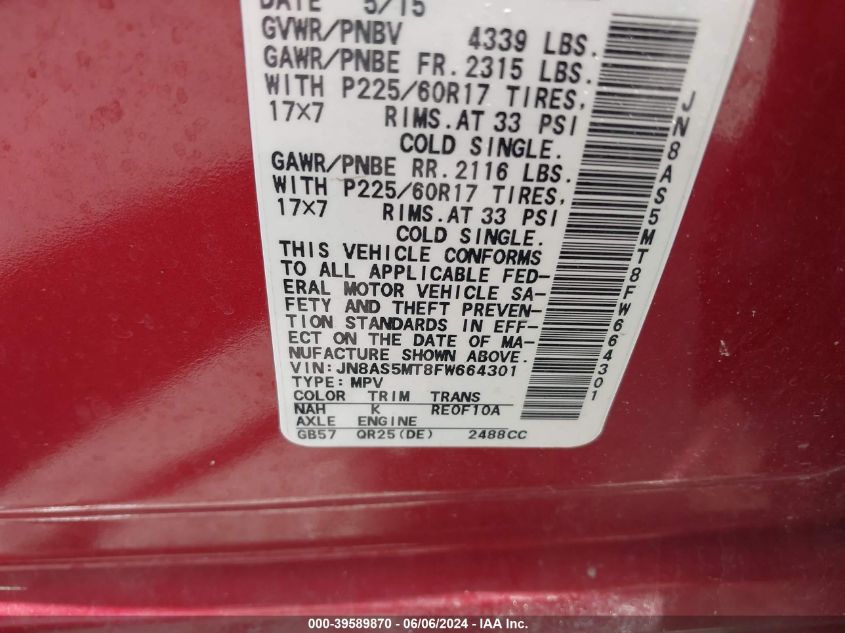 DATE 5/15
GVWR/PNBV 4339 LBS.
GAWR/PNBE FR. 2315 LBS.
WITH P225/60R17 TIRES,
17X7 RIMS. AT 33 PSI
COLD SINGLE.
GAWR/PNBE RR. 2116 LBS.
WITH P225/60R17 TIRES,
17X7 RIMS. AT 33 PSI
COLD SINGLE.
THIS VEHICLE CONFORMS
TO ALL APPLICABLE FED-
ERAL MOTOR VEHICLE SA-
FETY AND THEFT PREVEN-
TION STANDARDS IN EFF-
ECT ON THE DATE OF MA-
NUFACTURE SHOWN ABOVE.
VIN: JN8AS5MT8FW664301
TYPE: MPV
COLOR TRIM TRANS
NAH K RE0F10A
AXLE ENGINE
GB57 QR25(DE) 2488CC
JN8AS5MT8FW664301
000-39589870 - 06/06/2024 - IAAI.com